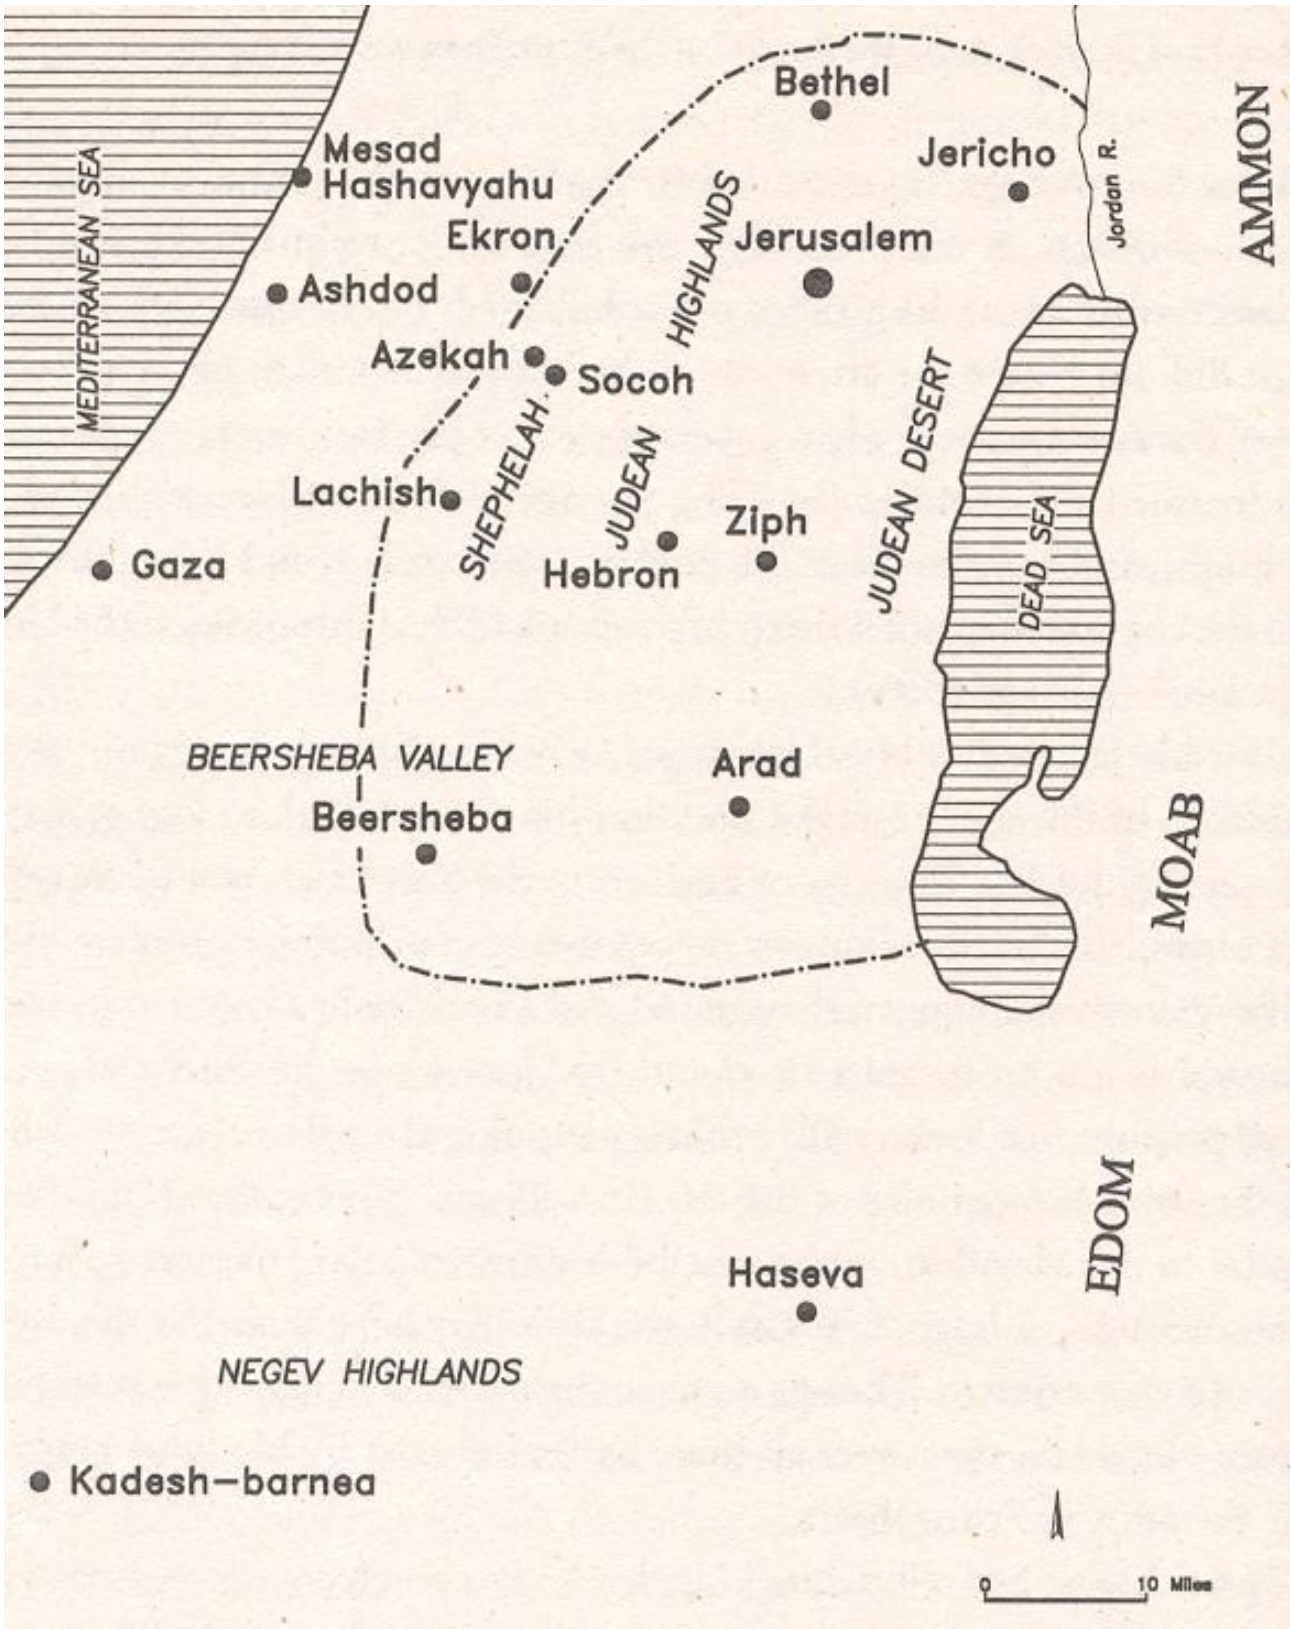 Bethel
Mesad
Hashavyahu
MEDITERRANEAN SEA
Jericho
Jordan R.
AMMON
Ekron
HIGHLANDS
Jerusalem
Ashdod
Azekah
Socoh
SHEPHELAH
JUDEAN
JUDEAN DESERT
Lachish
Ziph
DEAD SEA
Gaza
Hebron
BEERSHEBA VALLEY
Arad
Beersheba
MOAB
EDOM
Haseva
NEGEV HIGHLANDS
Kadesh-barnea
0 10 Miles